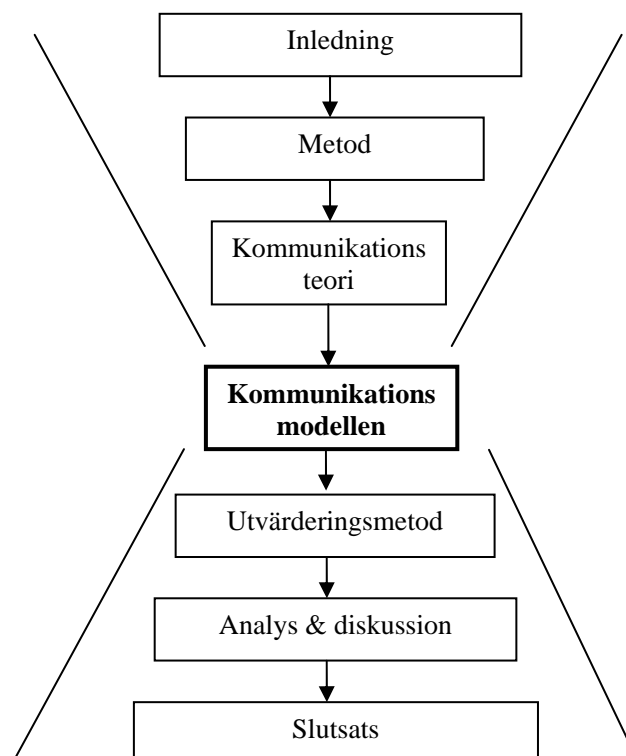 Inledning
Metod
Kommunikations
teori
Kommunikations
modellen
Utvärderingsmetod
Analys & diskussion
Slutsats